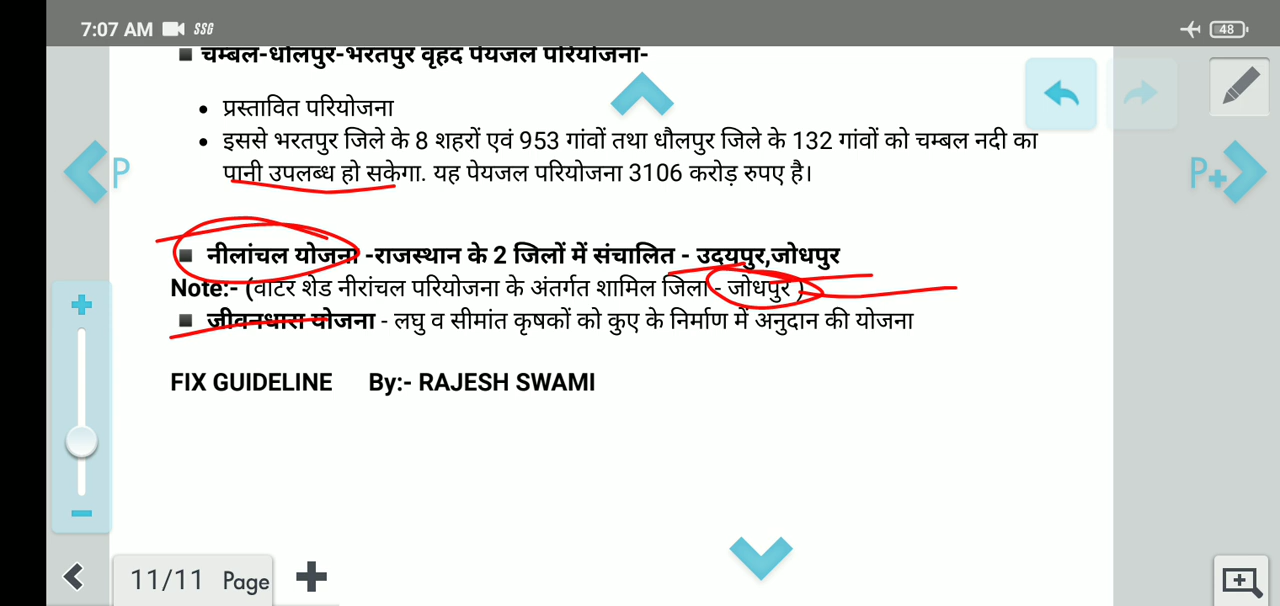 7:07 AM SSG 48
▪ चम्बल-धौलपुर-भरतपुर वृहद पेयजल परियोजना-
• प्रस्तावित परियोजना
• इससे भरतपुर जिले के 8 शहरों एवं 953 गांवों तथा धौलपुर जिले के 132 गांवों को चम्बल नदी का
पानी उपलब्ध हो सकेगा. यह पेयजल परियोजना 3106 करोड़ रुपए है।
P
P+
▪ नीलांचल योजना -राजस्थान के 2 जिलों में संचालित - उदयपुर,जोधपुर
Note:- (वाटर शेड नीरांचल परियोजना के अंतर्गत शामिल जिला - जोधपुर )
▪ जीवनधारा योजना - लघु व सीमांत कृषकों को कुए के निर्माण में अनुदान की योजना
FIX GUIDELINE By:- RAJESH SWAMI
11/11 Page